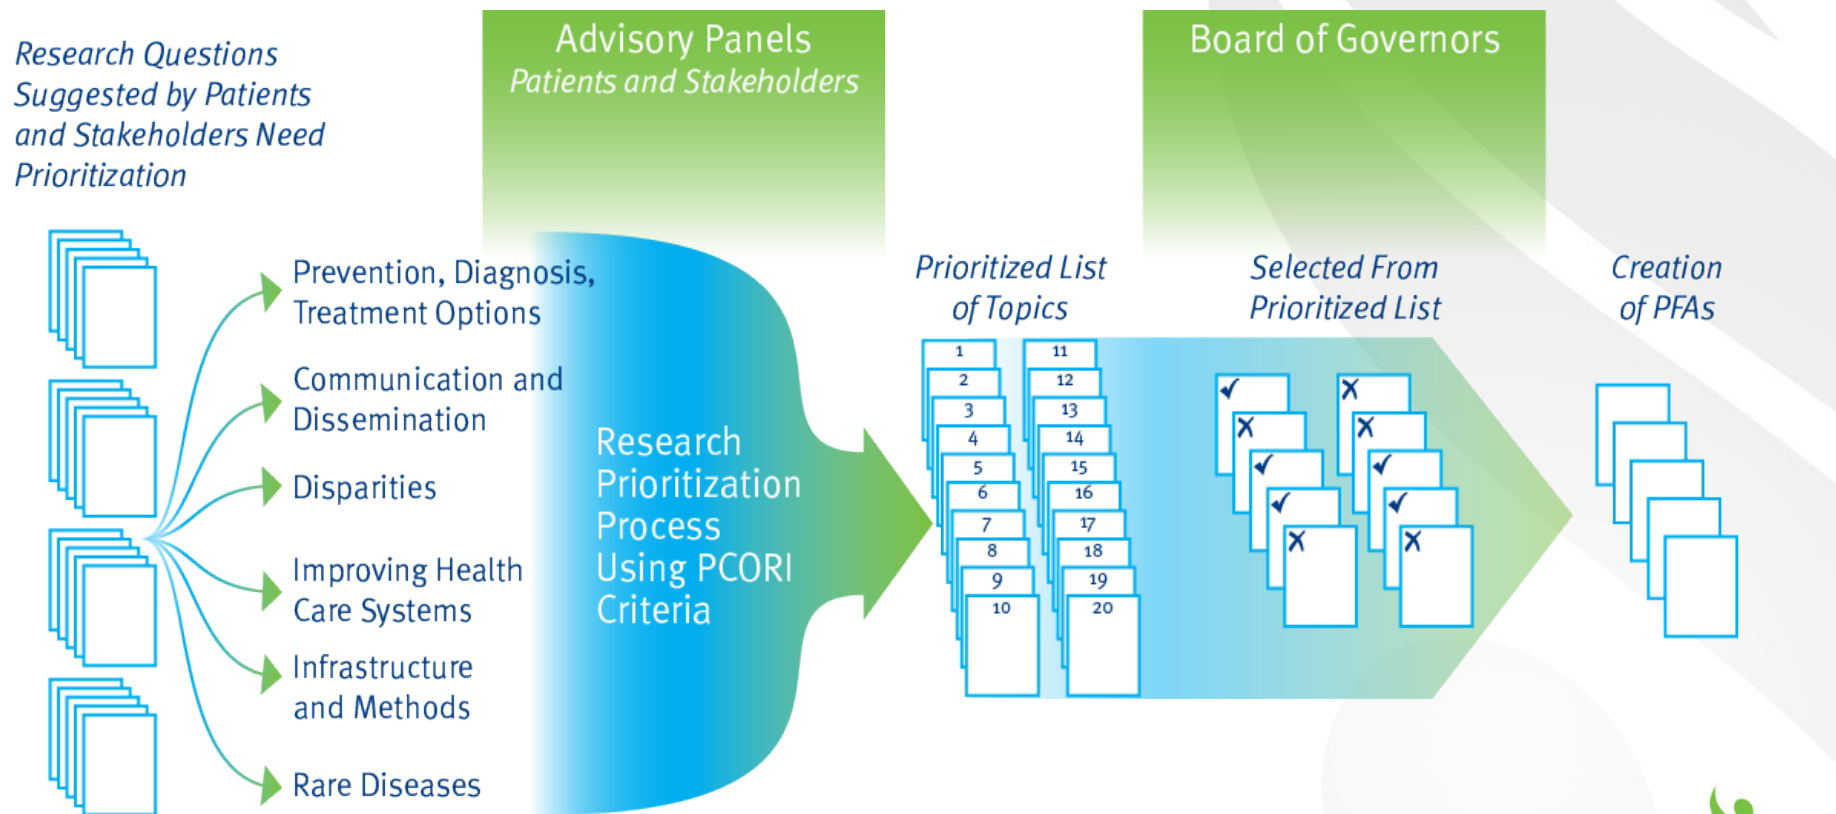 Research Questions
Suggested by Patients
and Stakeholders Need
Prioritization
Advisory Panels
Patients and Stakeholders
Board of Governors
Prevention, Diagnosis,
Treatment Options
Communication and
Dissemination
Disparities
Improving Health
Care Systems
Infrastructure
and Methods
Rare Diseases
Research
Prioritization
Process
Using PCORI
Criteria
Prioritized List
of Topics
1
2
3
4
5
6
7
8
9
10
11
12
13
14
15
16
17
18
19
20
Selected From
Prioritized List
Creation
of PFAs